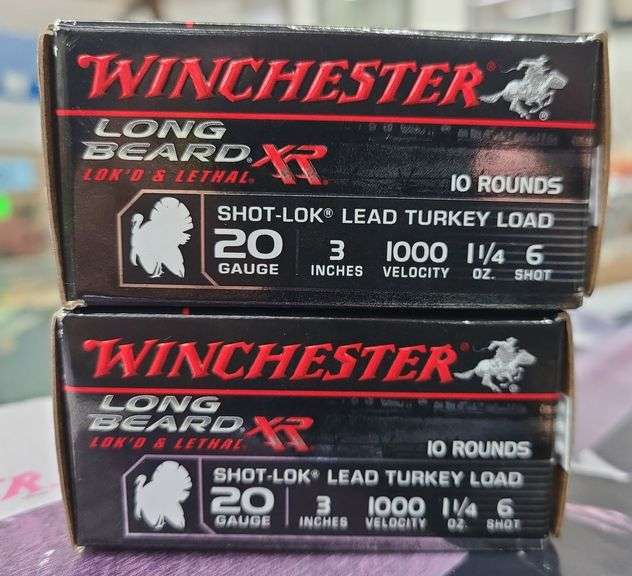 WINCHESTER®
LONG
BEARD® XR®
LOK'D & LETHAL®
10 ROUNDS
SHOT-LOK® LEAD TURKEY LOAD
20 3 1000 1 1/4 6
GAUGE INCHES VELOCITY OZ. SHOT
WINCHESTER®
LONG
BEARD® XR®
LOK'D & LETHAL®
10 ROUNDS
SHOT-LOK® LEAD TURKEY LOAD
20 3 1000 1 1/4 6
GAUGE INCHES VELOCITY OZ. SHOT